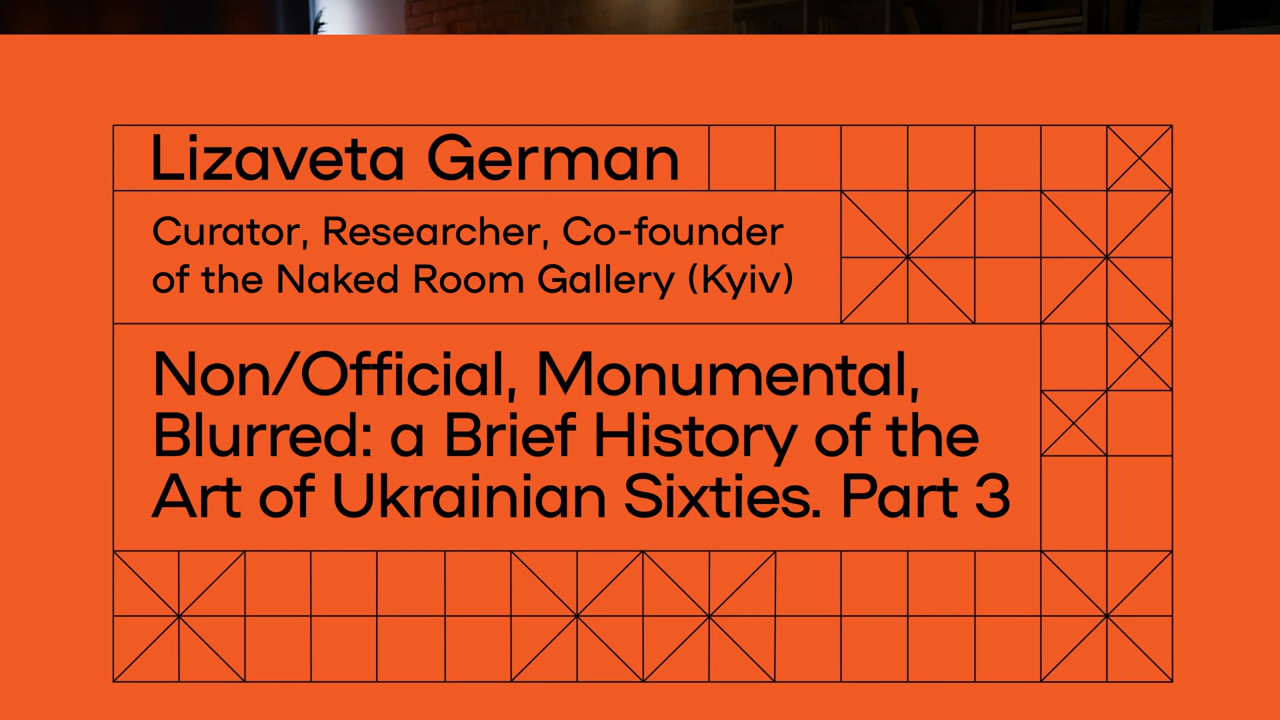 Lizaveta German
Curator, Researcher, Co-founder
of the Naked Room Gallery (Kyiv)
Non/Official, Monumental,
Blurred: a Brief History of the
Art of Ukrainian Sixties. Part 3